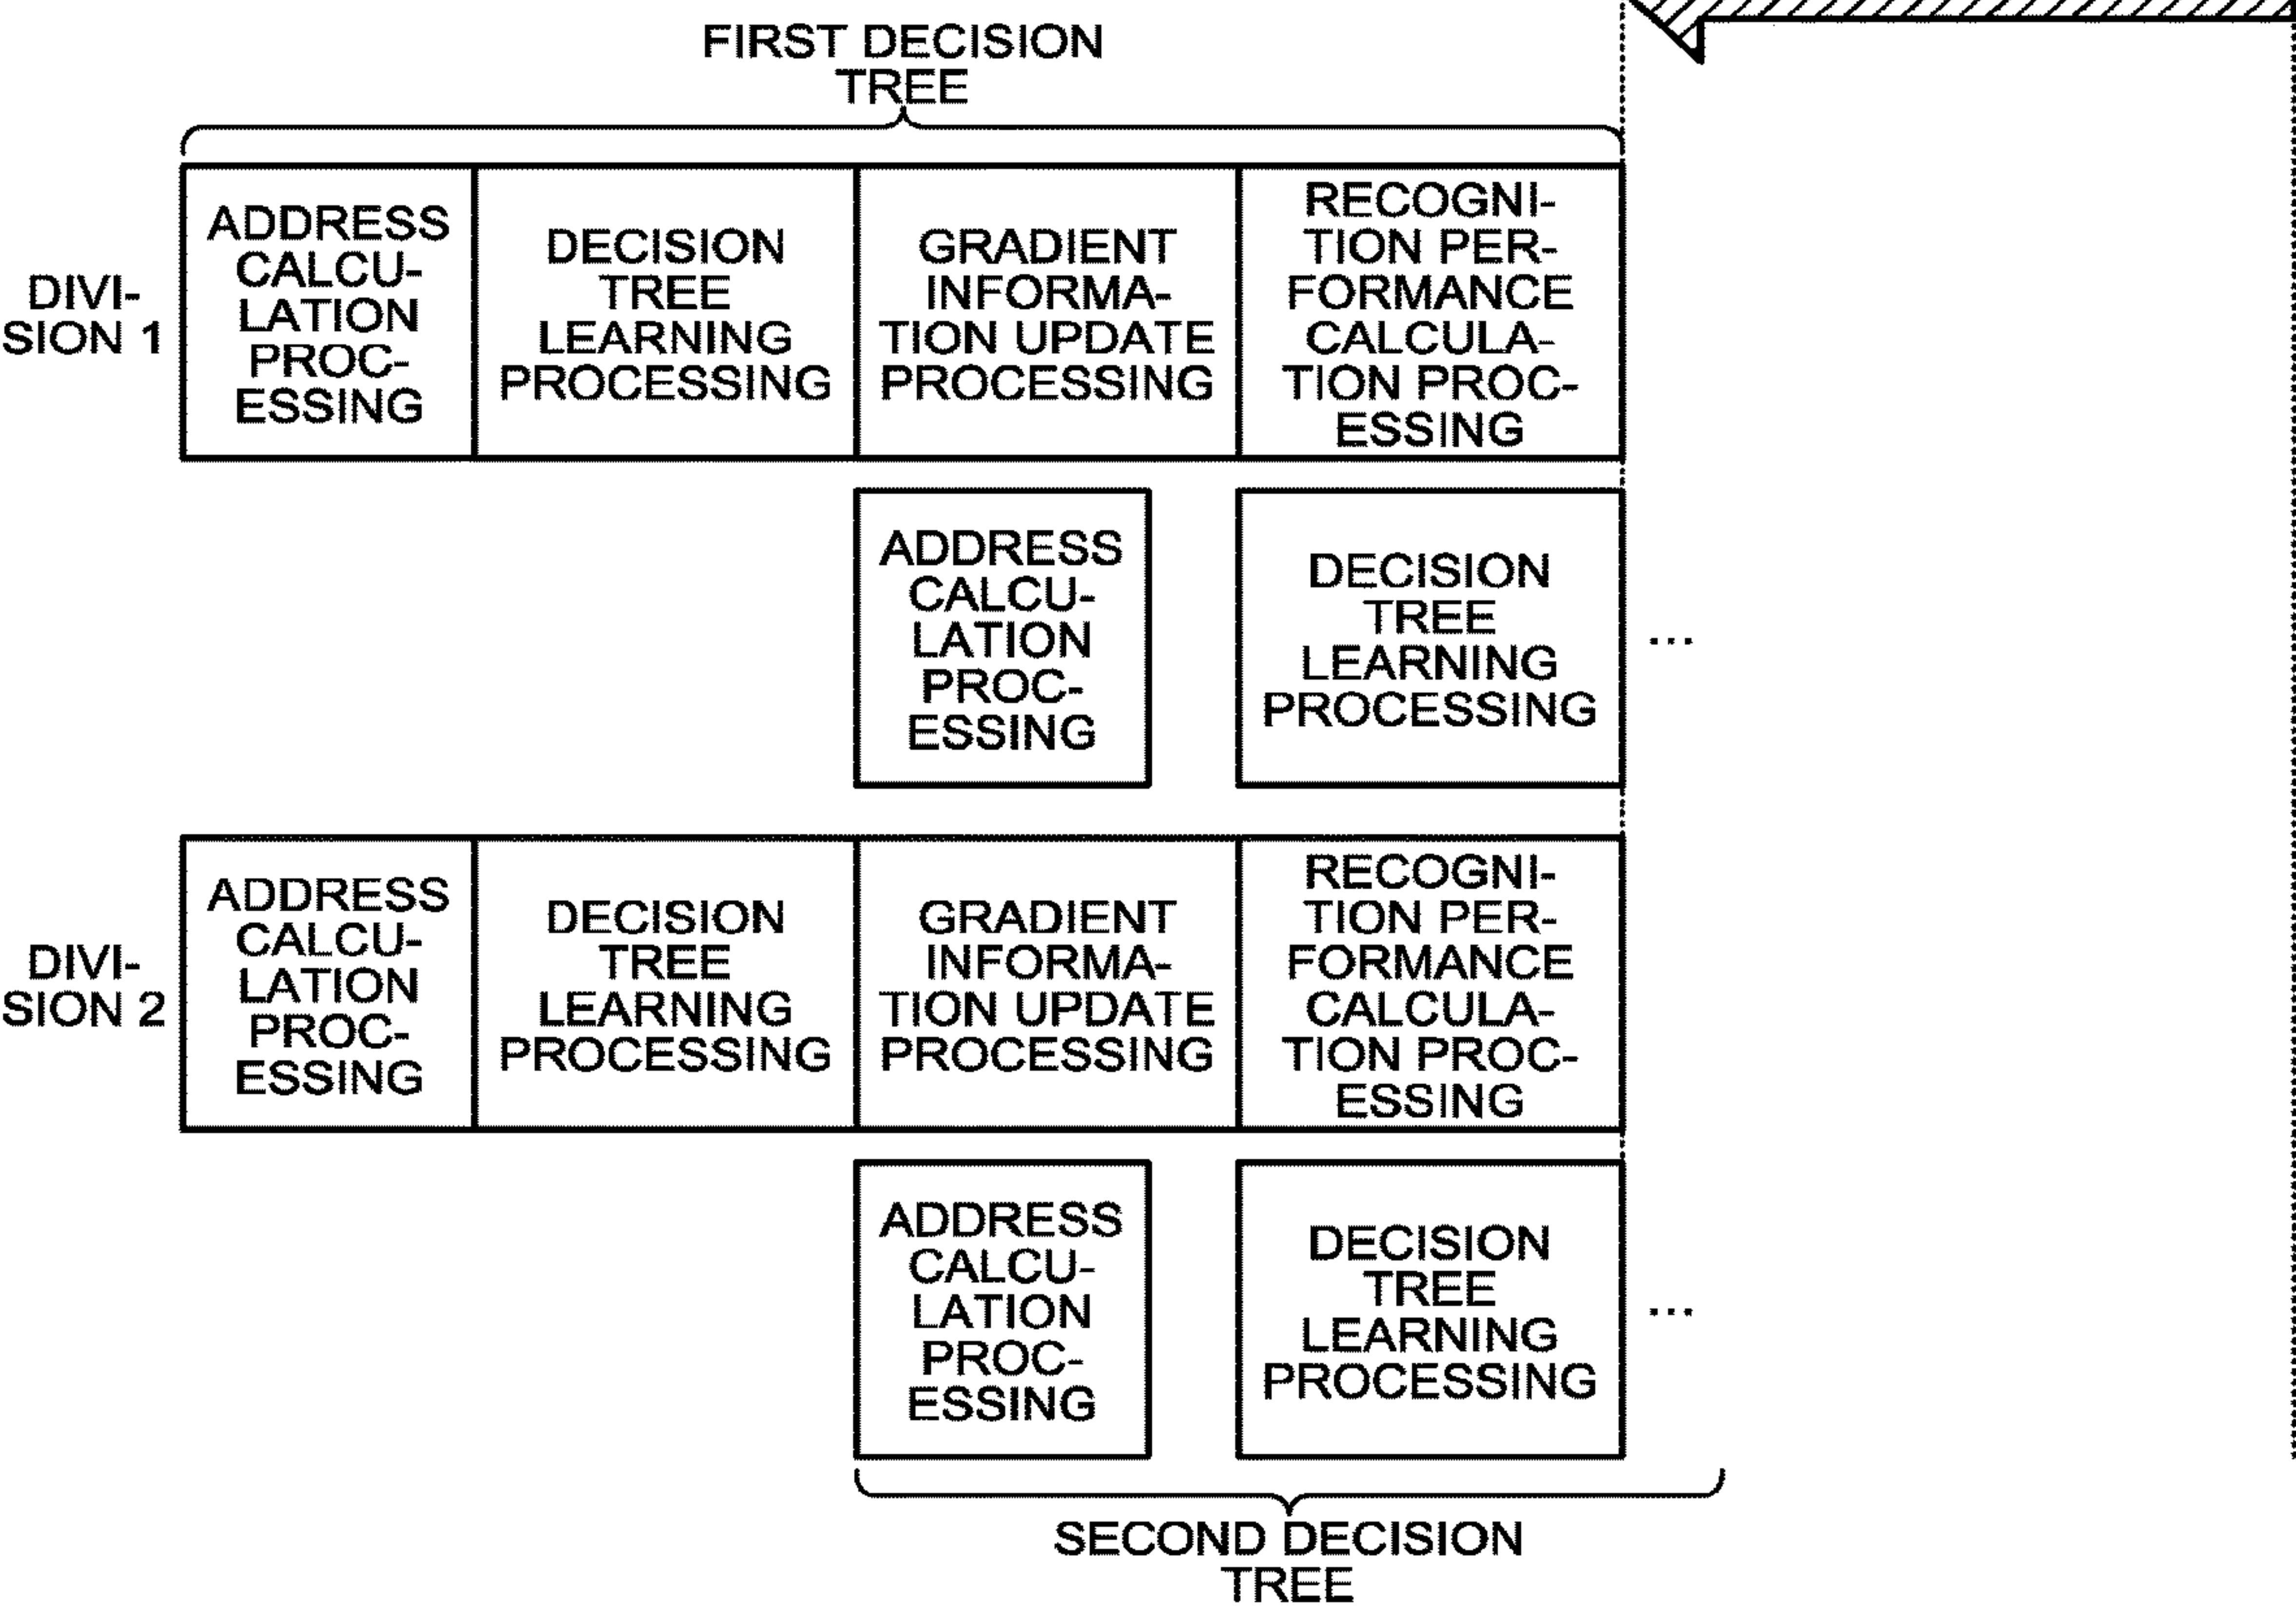 FIRST DECISION
TREE
DIVI-
SION 1
ADDRESS
CALCU-
LATION
PROC-
ESSING
DECISION
TREE
LEARNING
PROCESSING
GRADIENT
INFORMA-
TION UPDATE
PROCESSING
RECOGNI-
TION PER-
FORMANCE
CALCULA-
TION PROC-
ESSING
ADDRESS
CALCU-
LATION
PROC-
ESSING
DECISION
TREE
LEARNING
PROCESSING
...
DIVI-
SION 2
ADDRESS
CALCU-
LATION
PROC-
ESSING
DECISION
TREE
LEARNING
PROCESSING
GRADIENT
INFORMA-
TION UPDATE
PROCESSING
RECOGNI-
TION PER-
FORMANCE
CALCULA-
TION PROC-
ESSING
ADDRESS
CALCU-
LATION
PROC-
ESSING
DECISION
TREE
LEARNING
PROCESSING
...
SECOND DECISION
TREE